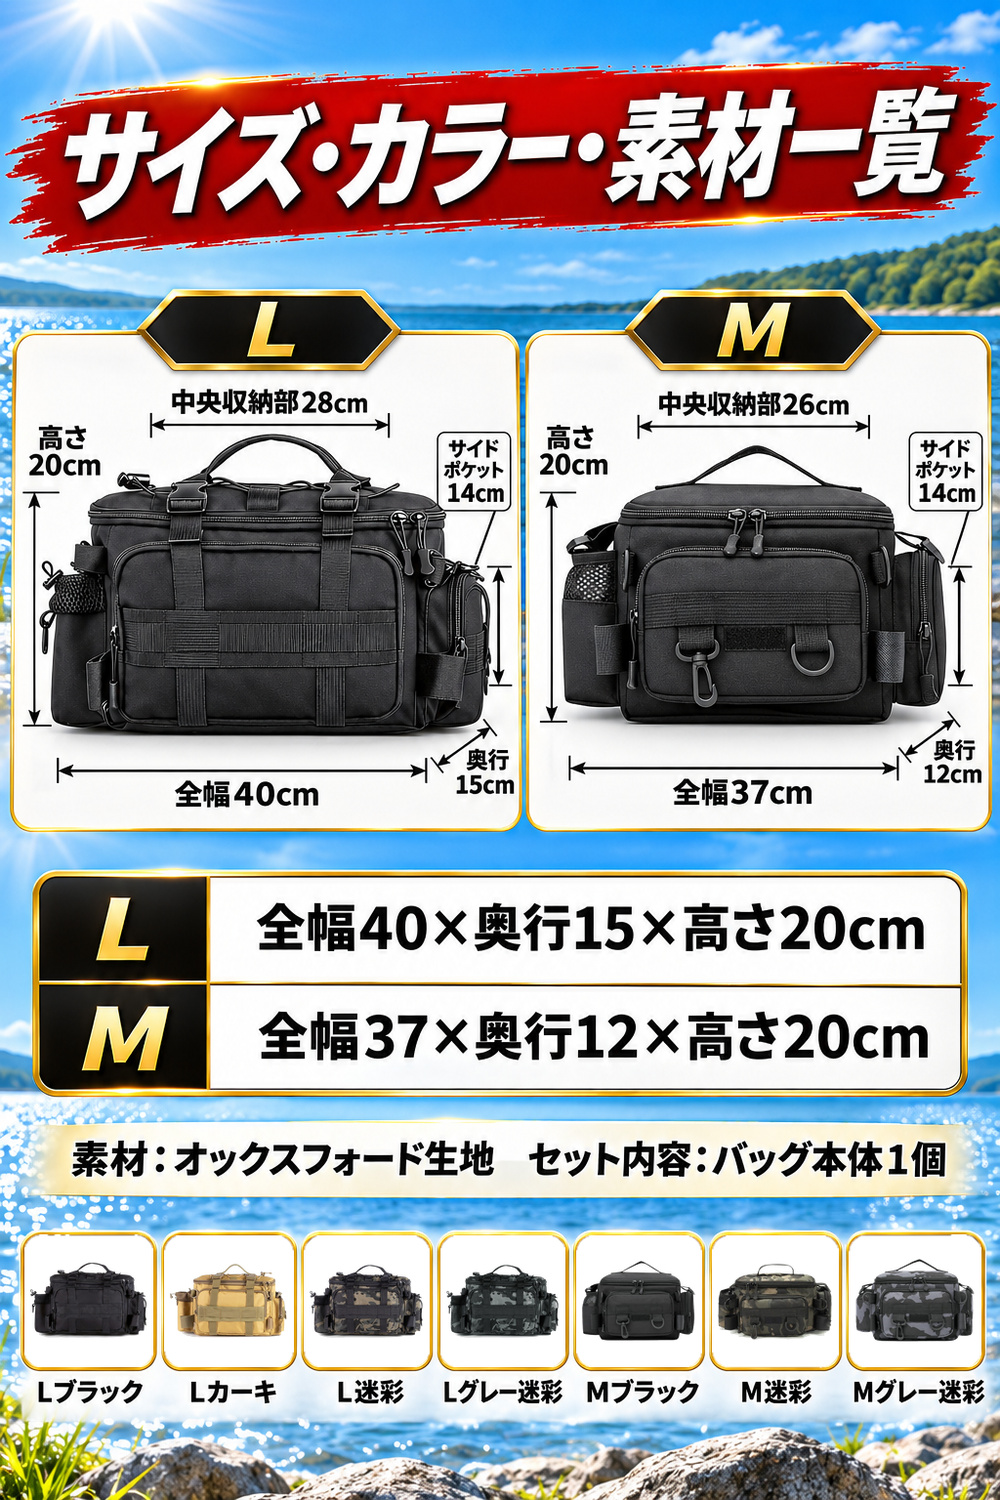 サイズ・カラー・素材一覧
L
中央収納部28cm
高さ
20cm
サイド
ポケット
14cm
奥行
15cm
全幅40cm
M
中央収納部26cm
高さ
20cm
サイド
ポケット
14cm
奥行
12cm
全幅37cm
L 全幅40×奥行15×高さ20cm
M 全幅37×奥行12×高さ20cm
素材：オックスフォード生地　セット内容：バッグ本体1個
Lブラック
Lカーキ
L迷彩
Lグレー迷彩
Mブラック
M迷彩
Mグレー迷彩